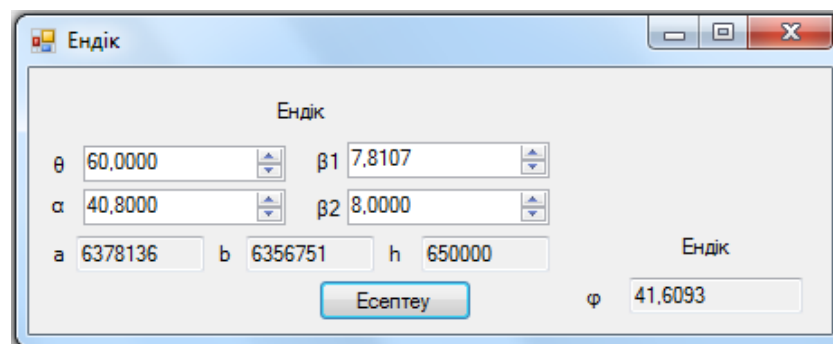 Ендік
Ендік
θ 60,0000 β1 7,8107
α 40,8000 β2 8,0000
a 6378136 b 6356751 h 650000 Ендік
Есептеу φ 41,6093